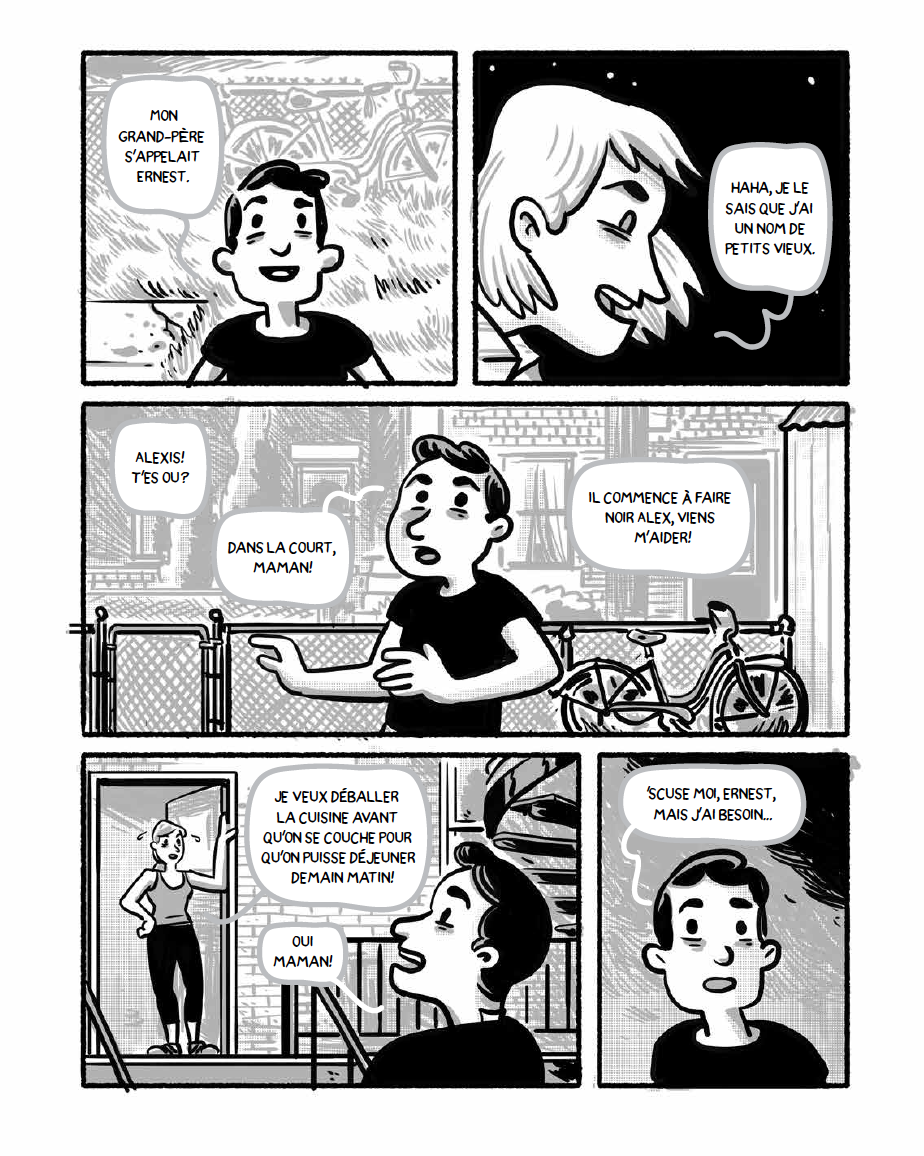 MON
GRAND-PÈRE
S'APPELAIT
ERNEST.
HAHA, JE LE
SAIS QUE J'AI
UN NOM DE
PETITS VIEUX.
ALEXIS!
T'ES OU?
DANS LA COURT,
MAMAN!
IL COMMENCE À FAIRE
NOIR ALEX, VIENS
M'AIDER!
JE VEUX DÉBALLER
LA CUISINE AVANT
QU'ON SE COUCHE POUR
QU'ON PUISSE DÉJEUNER
DEMAIN MATIN!
OUI
MAMAN!
'SCUSE MOI, ERNEST,
MAIS J'AI BESOIN...